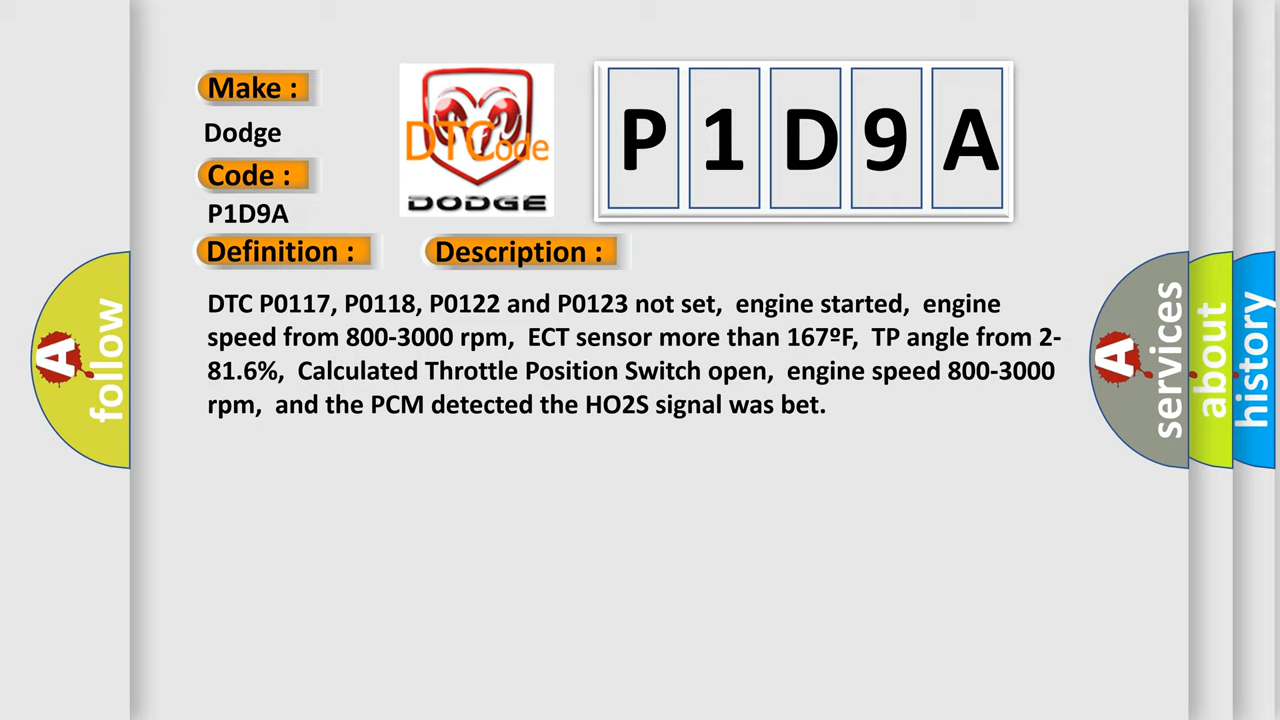 Make :
Dodge
Code :
P1D9A
Definition :
Description :
DTCode
DODGE
P 1 D 9 A
DTC P0117, P0118, P0122 and P0123 not set, engine started, engine
speed from 800-3000 rpm, ECT sensor more than 167ºF, TP angle from 2-
816%, Calculated Throttle Position Switch open, engine speed 800-3000
rpm, and the PCM detected the HO2S signal was bet.
A follow
A services
about
history